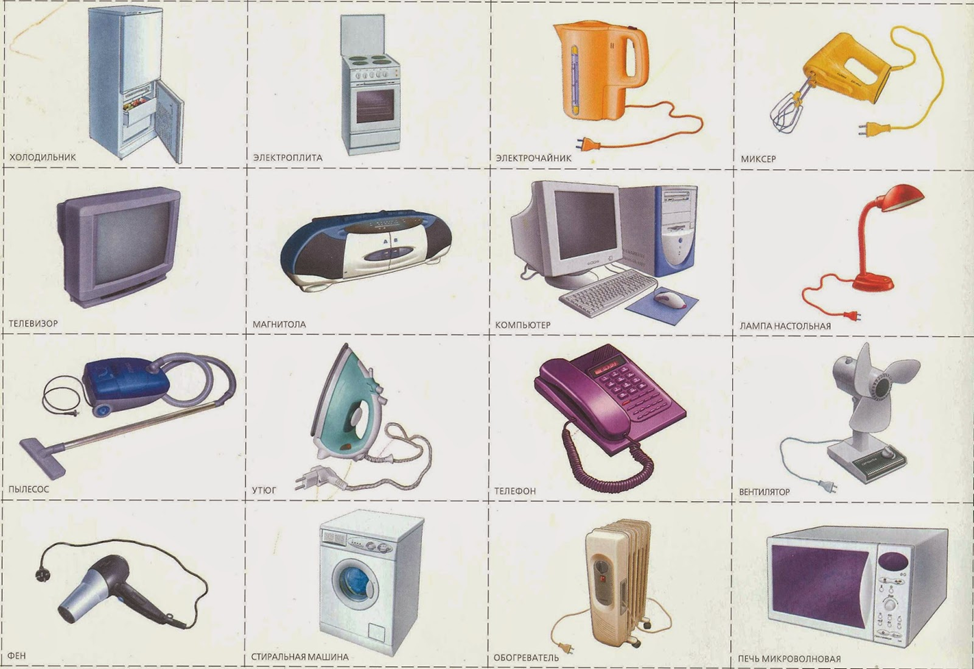 ХОЛОДИЛЬНИК
ЭЛЕКТРОПЛИТА
ЭЛЕКТРОЧАЙНИК
МИКСЕР
ТЕЛЕВИЗОР
МАГНИТОЛА
КОМПЬЮТЕР
ЛАМПА НАСТОЛЬНАЯ
ПЫЛЕСОС
УТЮГ
ТЕЛЕФОН
ВЕНТИЛЯТОР
ФЕН
СТИРАЛЬНАЯ МАШИНА
ОБОГРЕВАТЕЛЬ
ПЕЧЬ МИКРОВОЛНОВАЯ